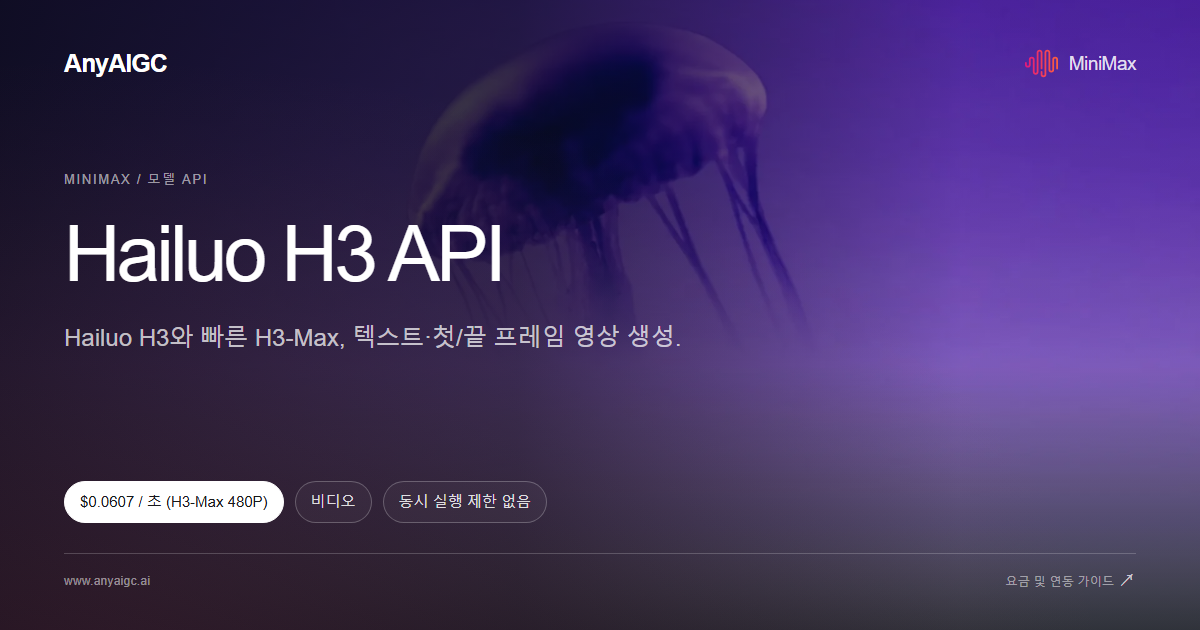 AnyAIGC
MiniMax
MINIMAX / 모델 API
Hailuo H3 API
Hailuo H3와 빠른 H3-Max, 텍스트·첫/끝 프레임 영상 생성.
$0.0607 / 초 (H3-Max 480P)
비디오
동시 실행 제한 없음
www.anyaigc.ai
요금 및 연동 가이드 ↗